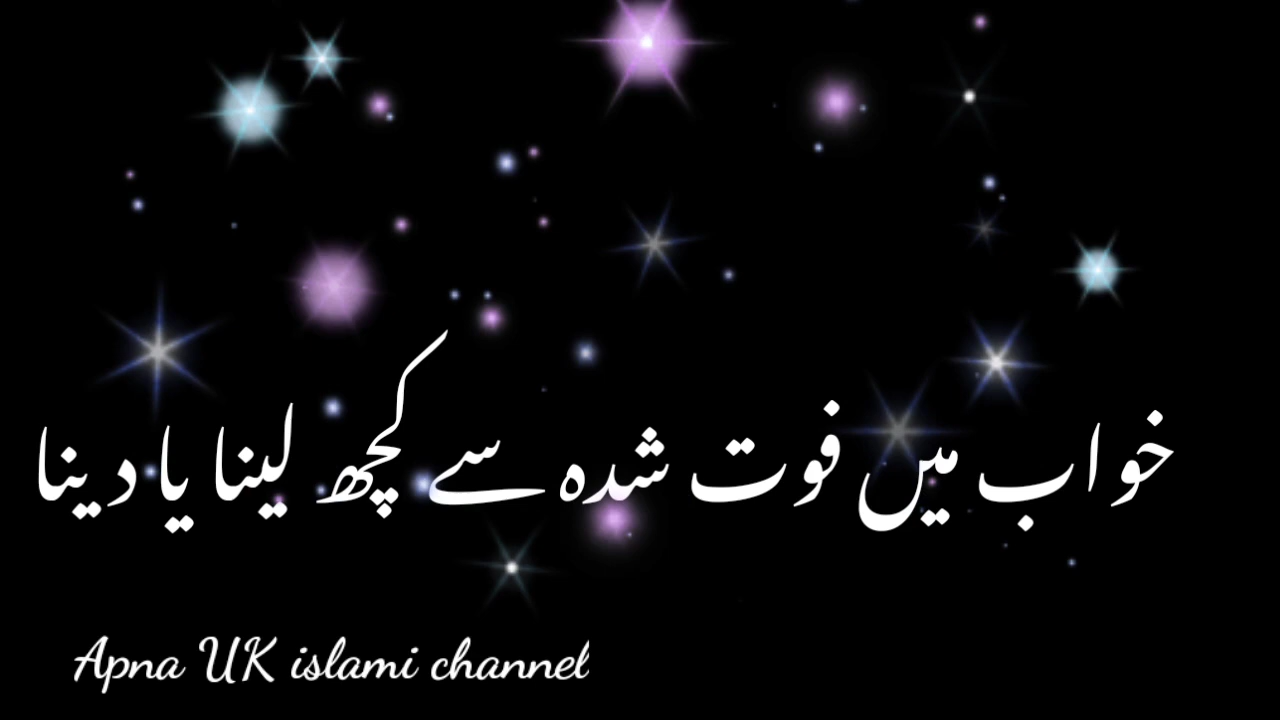 خواب میں فوت شدہ سے کچھ لینا یا دینا
Apna UK islami channel